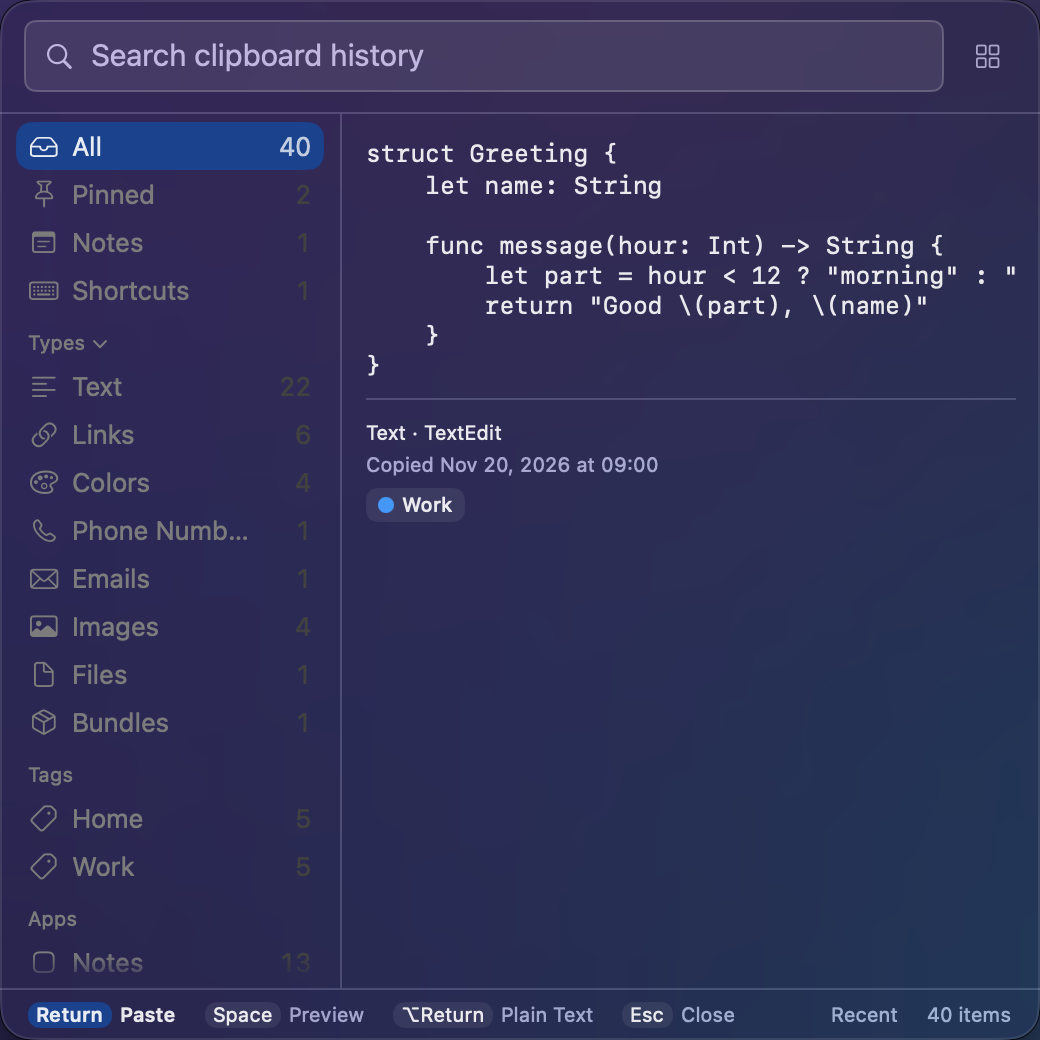 Search clipboard history
All 40
Pinned 2
Notes 1
Shortcuts 1
Types
Text 22
Links 6
Colors 4
Phone Numb…  1
Emails 1
Images 4
Files 1
Bundles 1
Tags
Home 5
Work 5
Apps
Notes 13
struct Greeting {
    let name: String

    func message(hour: Int) -> String {
        let part = hour < 12 ? "morning" : "
        return "Good \(part), \(name)"
    }
}
Text · TextEdit
Copied Nov 20, 2026 at 09:00
Work
Return Paste Space Preview ⌥Return Plain Text Esc Close Recent 40 items